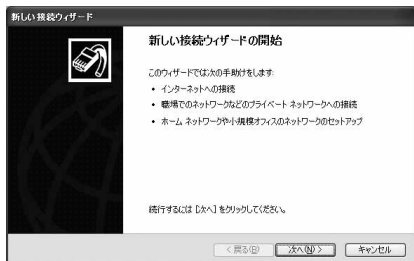 新しい接続ウィザード
新しい接続ウィザードの開始
このウィザードでは次の手助けをします:
• インターネットへの接続
• 職場でのネットワークなどのプライベート ネットワークへの接続
• ホーム ネットワークや小規模オフィスのネットワークのセットアップ
続行するには [次へ] をクリックしてください。
< 戻る(B) 次へ(N) > キャンセル